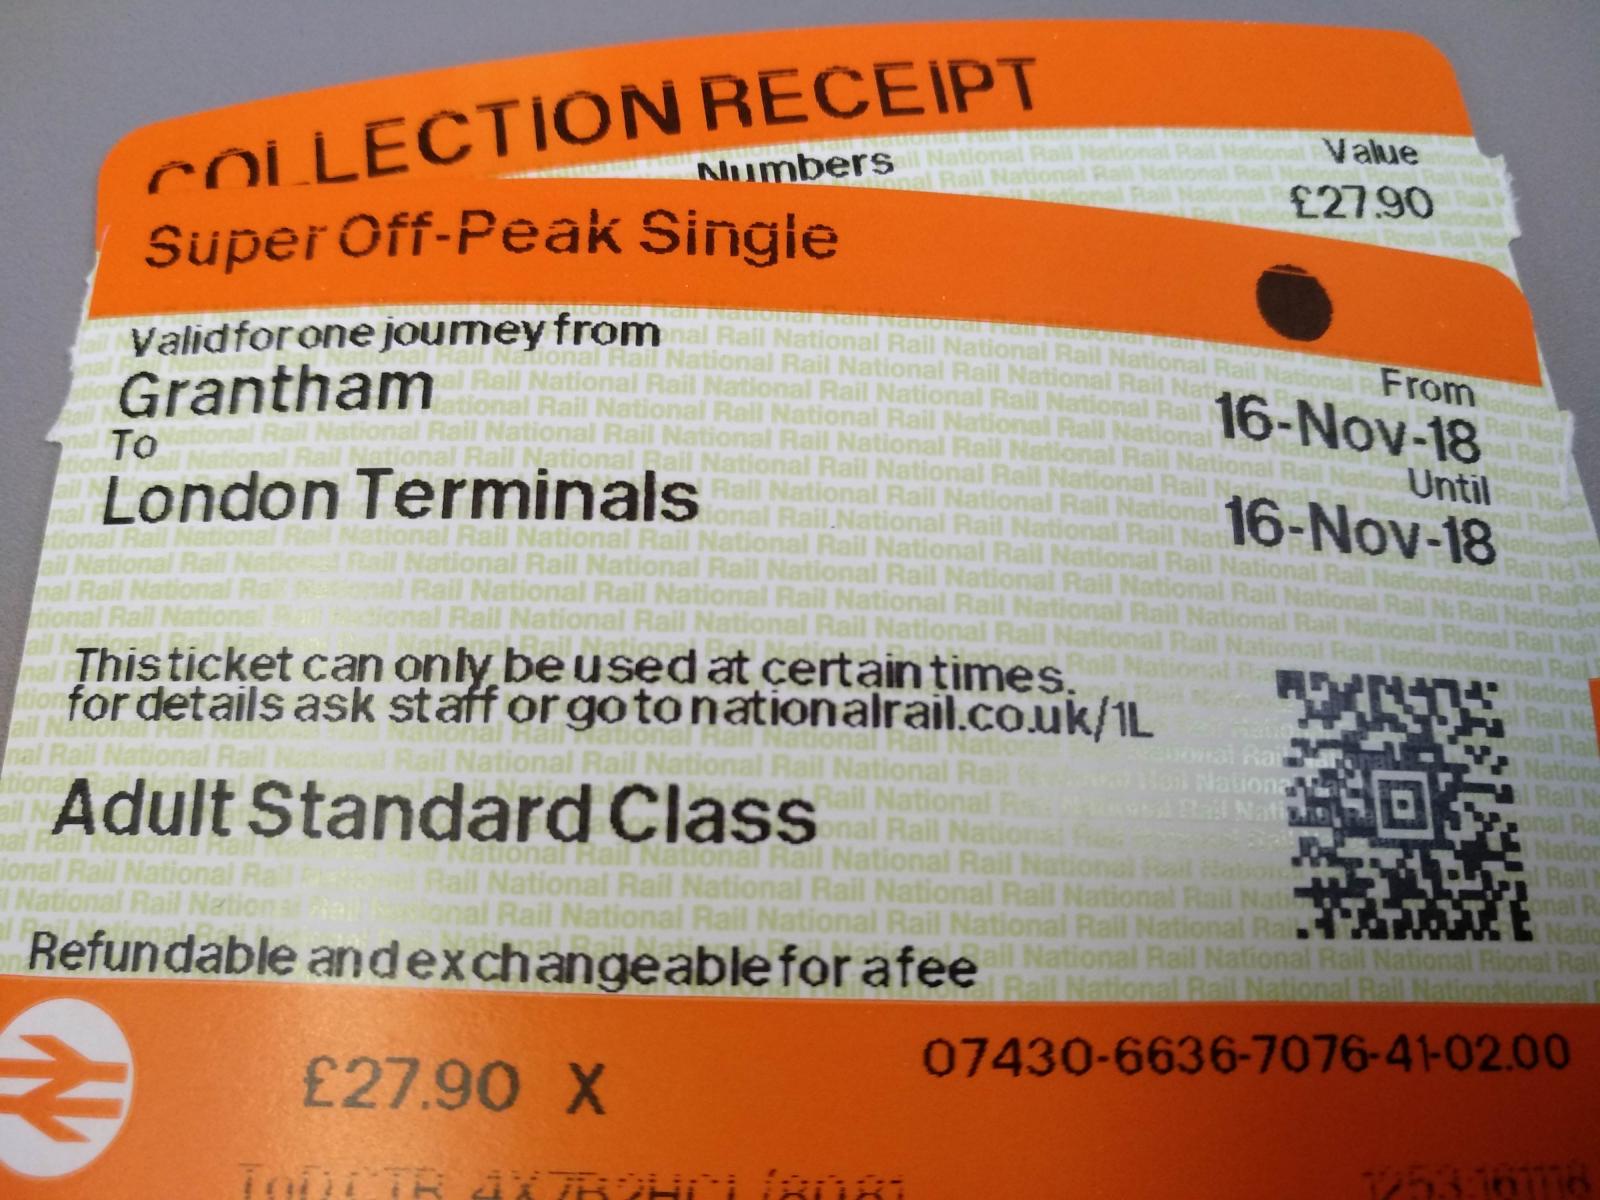 COLLECTION RECEIPT
Numbers
Value
£27.90
Super Off-Peak Single
Valid for one journey from
Grantham
From
16-Nov-18
To
London Terminals
Until
16-Nov-18
This ticket can only be used at certain times.
for details ask staff or go to nationalrail.co.uk/1L
Adult Standard Class
Refundable and exchangeable for a fee
£27.90 X
07430-6636-7076-41-02.00